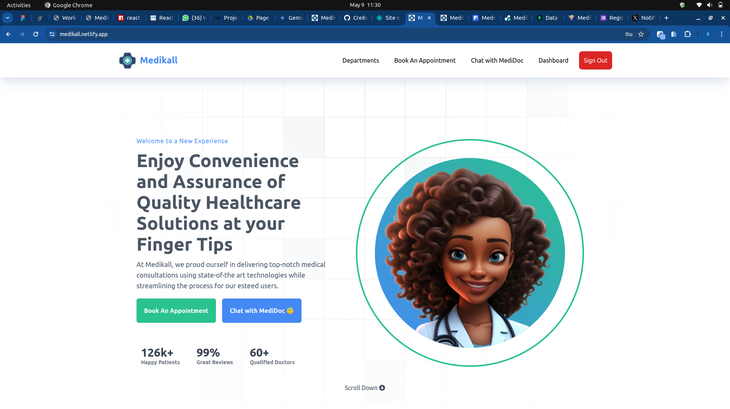 Activities
Google Chrome
May 9 11:30
Work
Medi
react
React
(36) W
Proje
Page
Gemi
Medi
Cret
Site o
M
Medi
Medi
Medi
Data
Medi
Regis
Notif
medikall.netlify.app
Medikall
Departments
Book An Appointment
Chat with MediDoc
Dashboard
Sign Out
Welcome to a New Experience
Enjoy Convenience
and Assurance of
Quality Healthcare
Solutions at your
Finger Tips
At Medikall, we proud ourself in delivering top-notch medical
consultations using state-of-the art technologies while
streamlining the process for our esteed users.
Book An Appointment
Chat with MediDoc 😇
126k+
Happy Patients
99%
Great Reviews
60+
Qualified Doctors
Scroll Down